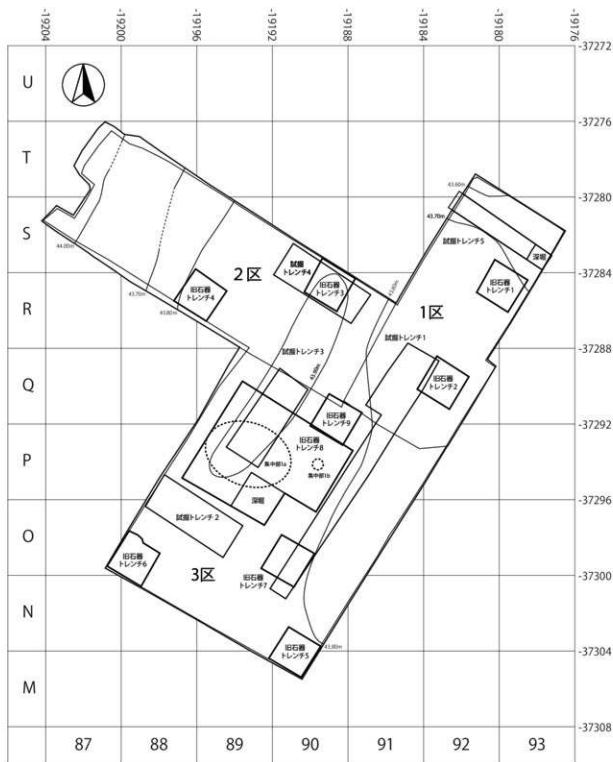 -19204
-19200
-19196
-19192
-19188
-19184
-19180
-19176
-37272
U
-37276
T
43.60m
-37280
43.70m
S
試掘トレンチ5
44.00m
2区
試掘
トレンチ4
深堀
-37284
旧石器
トレンチ3
旧石器
トレンチ1
旧石器
トレンチ4
43.70m
43.80m
43.80m
1区
R
試掘トレンチ1
試掘トレンチ3
-37288
43.90m
旧石器
トレンチ2
Q
旧石器
トレンチ9
-37292
旧石器
トレンチ8
集中部1a
集中部1b
P
深堀
-37296
試掘トレンチ2
O
旧石器
トレンチ6
3区
旧石器
トレンチ7
-37300
N
43.80m
旧石器
トレンチ5
-37304
M
-37308
87
88
89
90
91
92
93